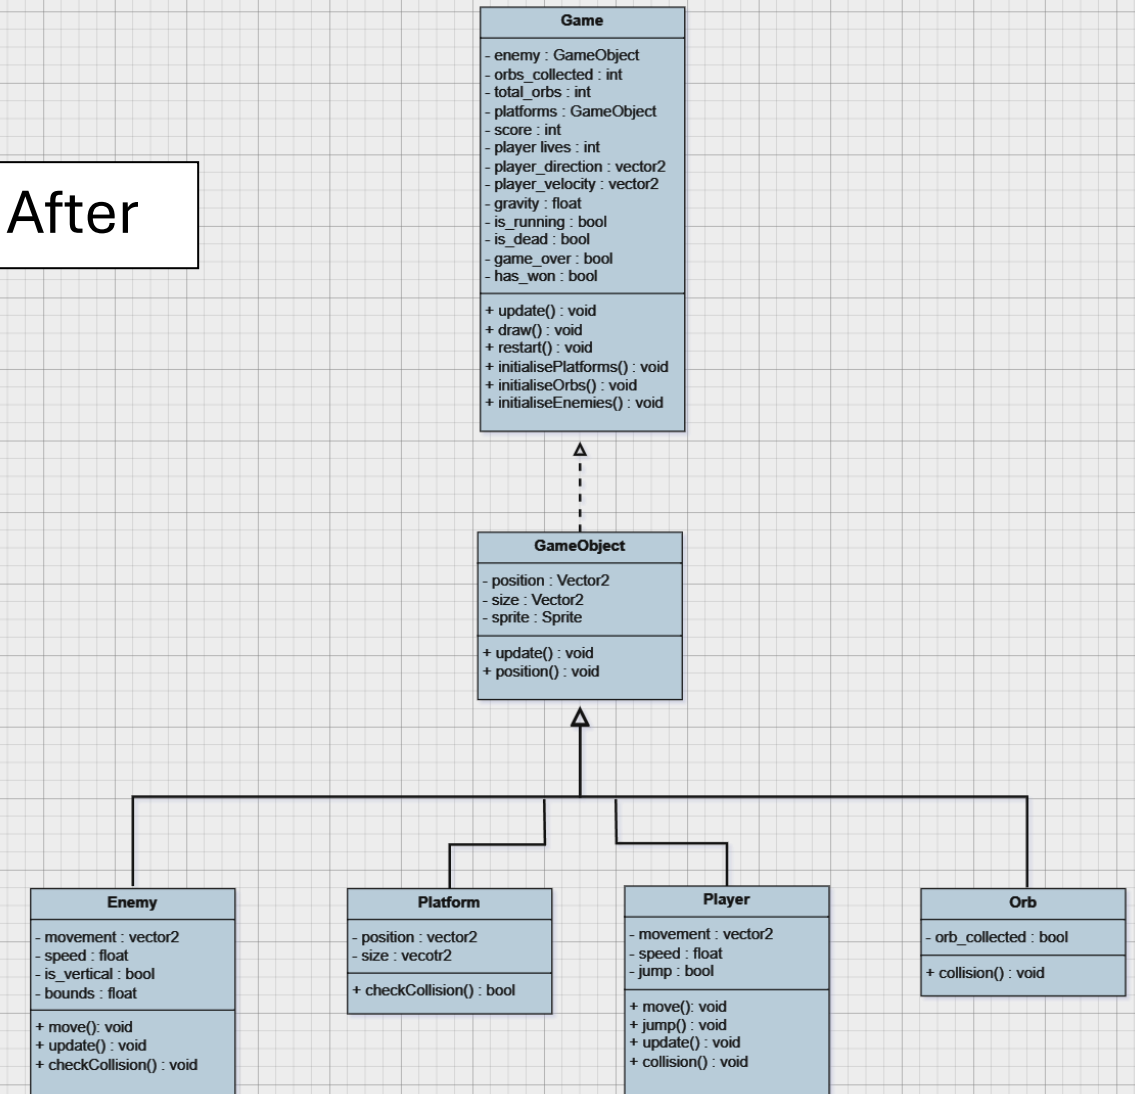 Game
- enemy : GameObject
- orbs_collected : int
- total_orbs : int
- platforms : GameObject
- score : int
- player lives : int
- player_direction : vector2
- player_velocity : vector2
- gravity : float
- is_running : bool
- is_dead : bool
- game_over : bool
- has_won : bool
+ update() : void
+ draw() : void
+ restart() : void
+ initialisePlatforms() : void
+ initialiseOrbs() : void
+ initialiseEnemies() : void
After
GameObject
- position : Vector2
- size : Vector2
- sprite : Sprite
+ update() : void
+ position() : void
Enemy
- movement : vector2
- speed : float
- is_vertical : bool
- bounds : float
+ move(): void
+ update() : void
+ checkCollision() : void
Platform
- position : vector2
- size : vecotr2
+ checkCollision() : bool
Player
- movement : vector2
- speed : float
- jump : bool
+ move(): void
+ jump() : void
+ update() : void
+ collision() : void
Orb
- orb_collected : bool
+ collision() : void